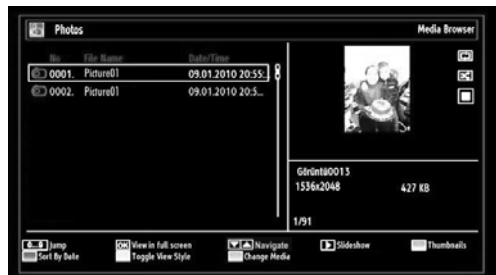 Photos
Media Browser
No File Name Date/Time
0001. Picture01 09.01.2010 20:55:..
0002. Picture01 09.01.2010 20:5...
Görüntü0013
1536x2048 427 KB
1/91
0...9 Jump OK View in full screen Navigate Slideshow Thumbnails
Sort By Date Toggle View Style Change Media